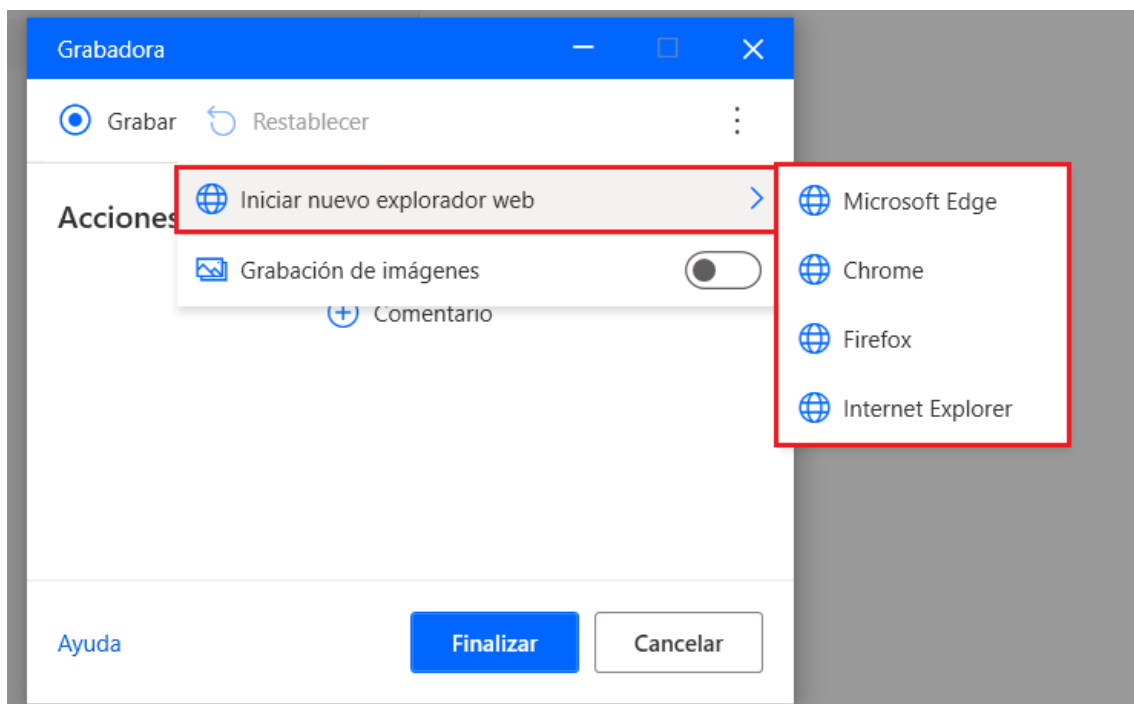 Grabadora
Grabar Restablecer
Acciones
Iniciar nuevo explorador web
Grabación de imágenes
Comentario
Microsoft Edge
Chrome
Firefox
Internet Explorer
Ayuda
Finalizar
Cancelar